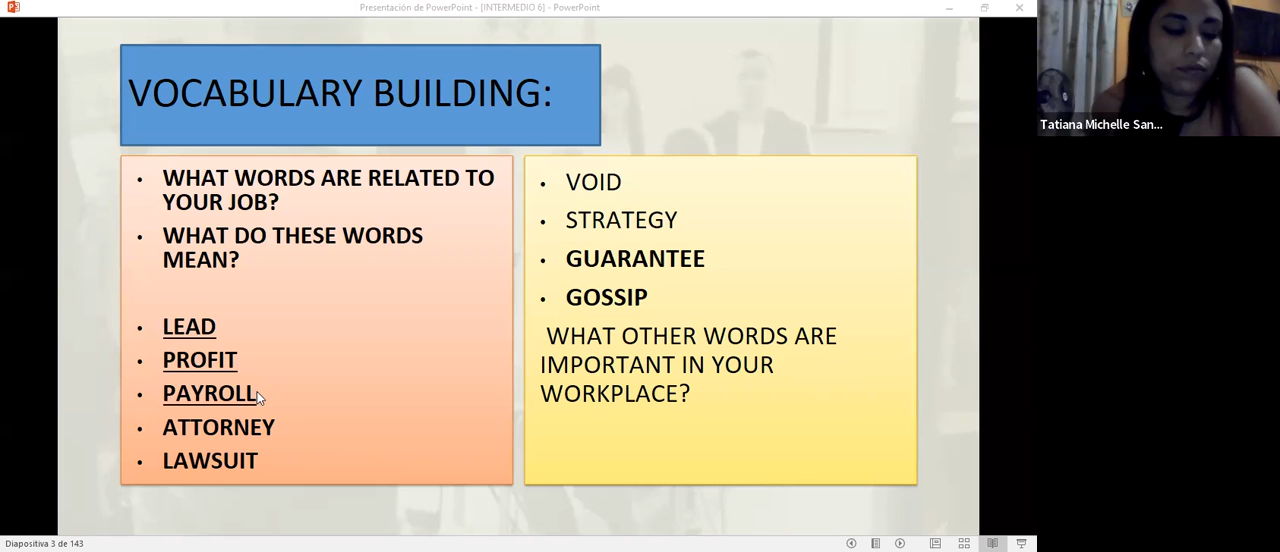 Presentación de PowerPoint - [INTERMEDIO 6] - PowerPoint
VOCABULARY BUILDING:
• WHAT WORDS ARE RELATED TO
YOUR JOB?
• WHAT DO THESE WORDS
MEAN?
• LEAD
• PROFIT
• PAYROLL
• ATTORNEY
• LAWSUIT
• VOID
• STRATEGY
• GUARANTEE
• GOSSIP
WHAT OTHER WORDS ARE
IMPORTANT IN YOUR
WORKPLACE?
Tatiana Michelle San...
Diapositiva 3 de 143